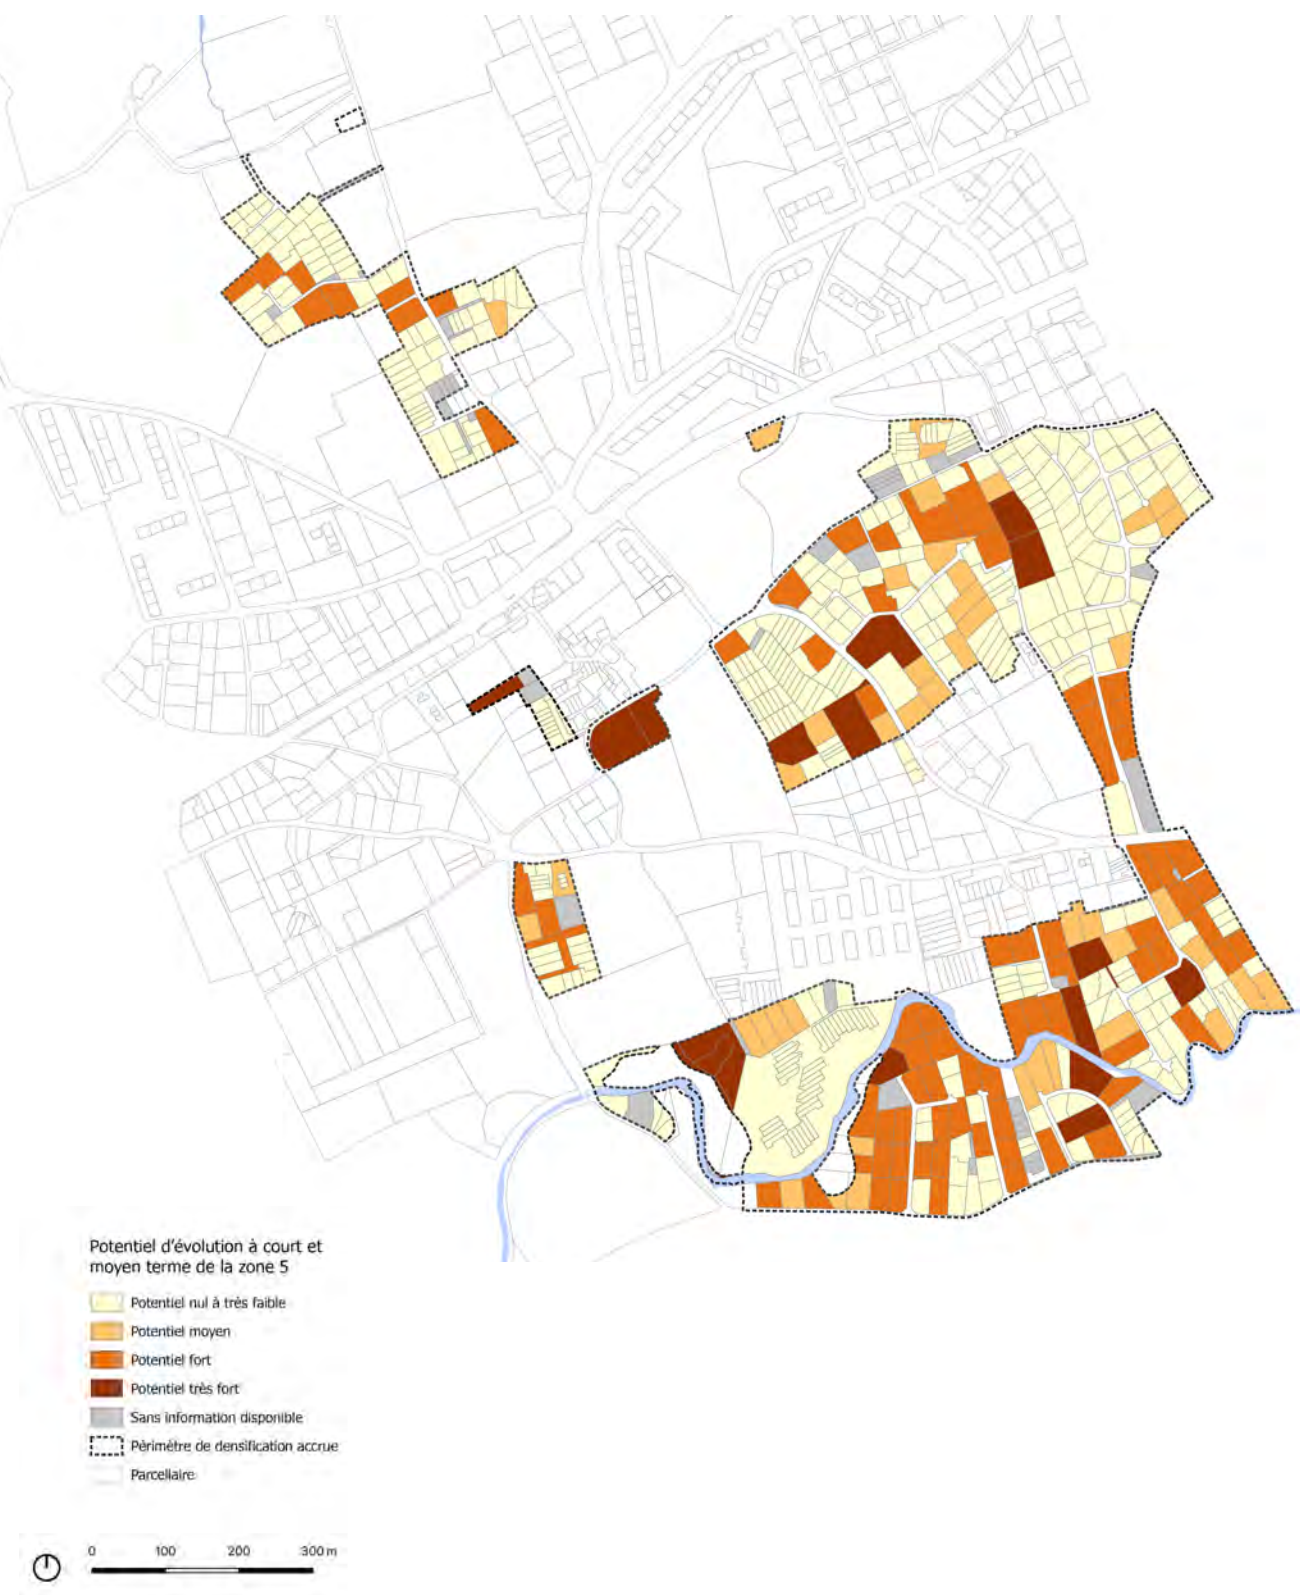 Potentiel d'évolution à court et
moyen terme de la zone 5
Potentiel nul à très faible
Potentiel moyen
Potentiel fort
Potentiel très fort
Sans information disponible
Périmètre de densification accrue
Parcellaire
0 100 200 300 m